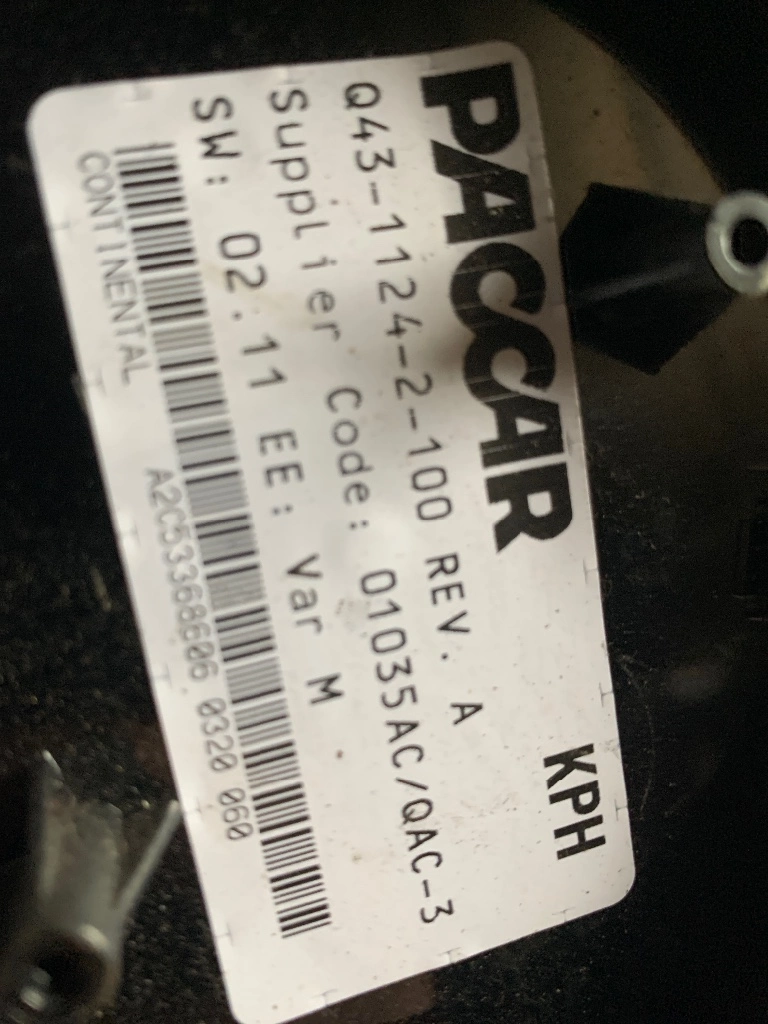 PACCAR KPH
Q43-1124-2-100 REV. A
Supplier Code: 01035AC/QAC-3
SW: 02.11 EE: Var M
CONTINENTAL A2C53368606 0320 060